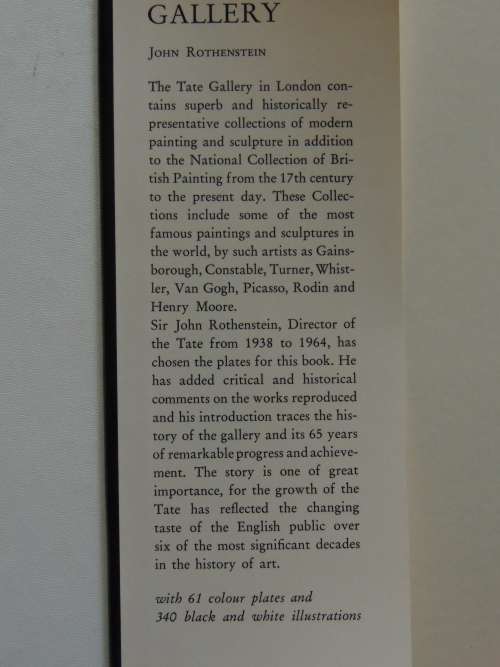 GALLERY
John Rothenstein
The Tate Gallery in London con-
tains superb and historically re-
presentative collections of modern
painting and sculpture in addition
to the National Collection of Bri-
tish Painting from the 17th century
to the present day. These Collec-
tions include some of the most
famous paintings and sculptures in
the world, by such artists as Gains-
borough, Constable, Turner, Whist-
ler, Van Gogh, Picasso, Rodin and
Henry Moore.
Sir John Rothenstein, Director of
the Tate from 1938 to 1964, has
chosen the plates for this book. He
has added critical and historical
comments on the works reproduced
and his introduction traces the his-
tory of the gallery and its 65 years
of remarkable progress and achieve-
ment. The story is one of great
importance, for the growth of the
Tate has reflected the changing
taste of the English public over
six of the most significant decades
in the history of art.
with 61 colour plates and
340 black and white illustrations